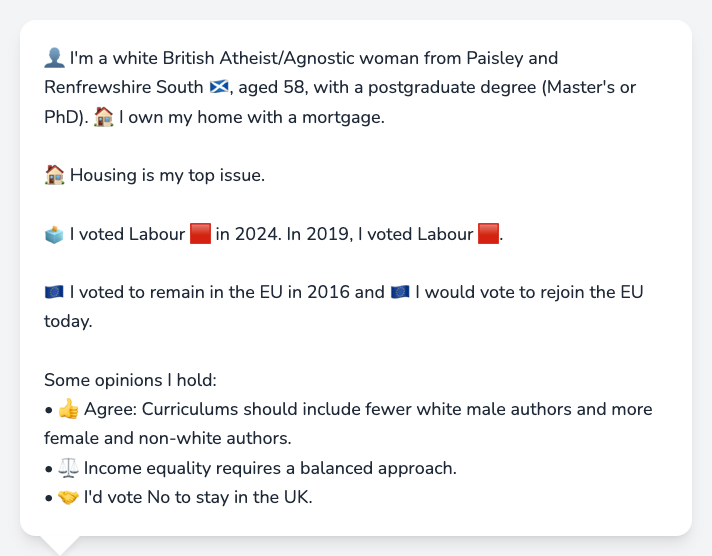 👤 I'm a white British Atheist/Agnostic woman from Paisley and
Renfrewshire South 🏴󠁧󠁢󠁳󠁣󠁴󠁿, aged 58, with a postgraduate degree (Master's or
PhD). 🏠 I own my home with a mortgage.
🏠 Housing is my top issue.
🗳️ I voted Labour 🟥 in 2024. In 2019, I voted Labour 🟥.
🇪🇺 I voted to remain in the EU in 2016 and 🇪🇺 I would vote to rejoin the EU
today.
Some opinions I hold:
• 👍 Agree: Curriculums should include fewer white male authors and more
female and non-white authors.
• ⚖️ Income equality requires a balanced approach.
• 🤝 I'd vote No to stay in the UK.